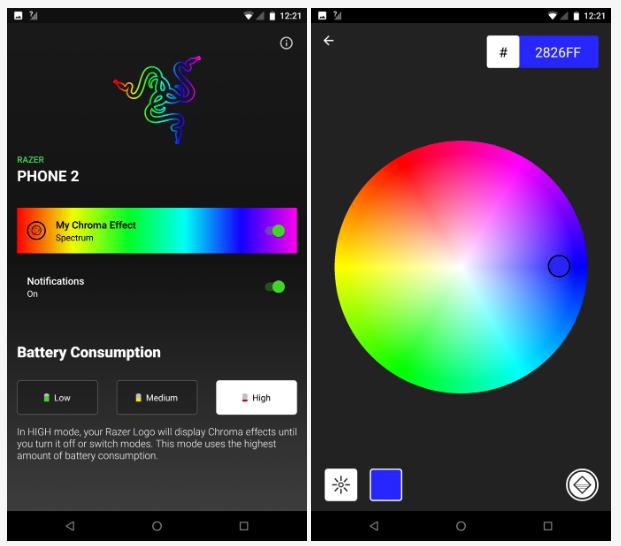 12:21
RAZER
PHONE 2
My Chroma Effect
Spectrum
Notifications
On
Battery Consumption
Low
Medium
High
In HIGH mode, your Razer Logo will display Chroma effects until
you turn it off or switch modes. This mode uses the highest
amount of battery consumption.
12:21
# 2826FF